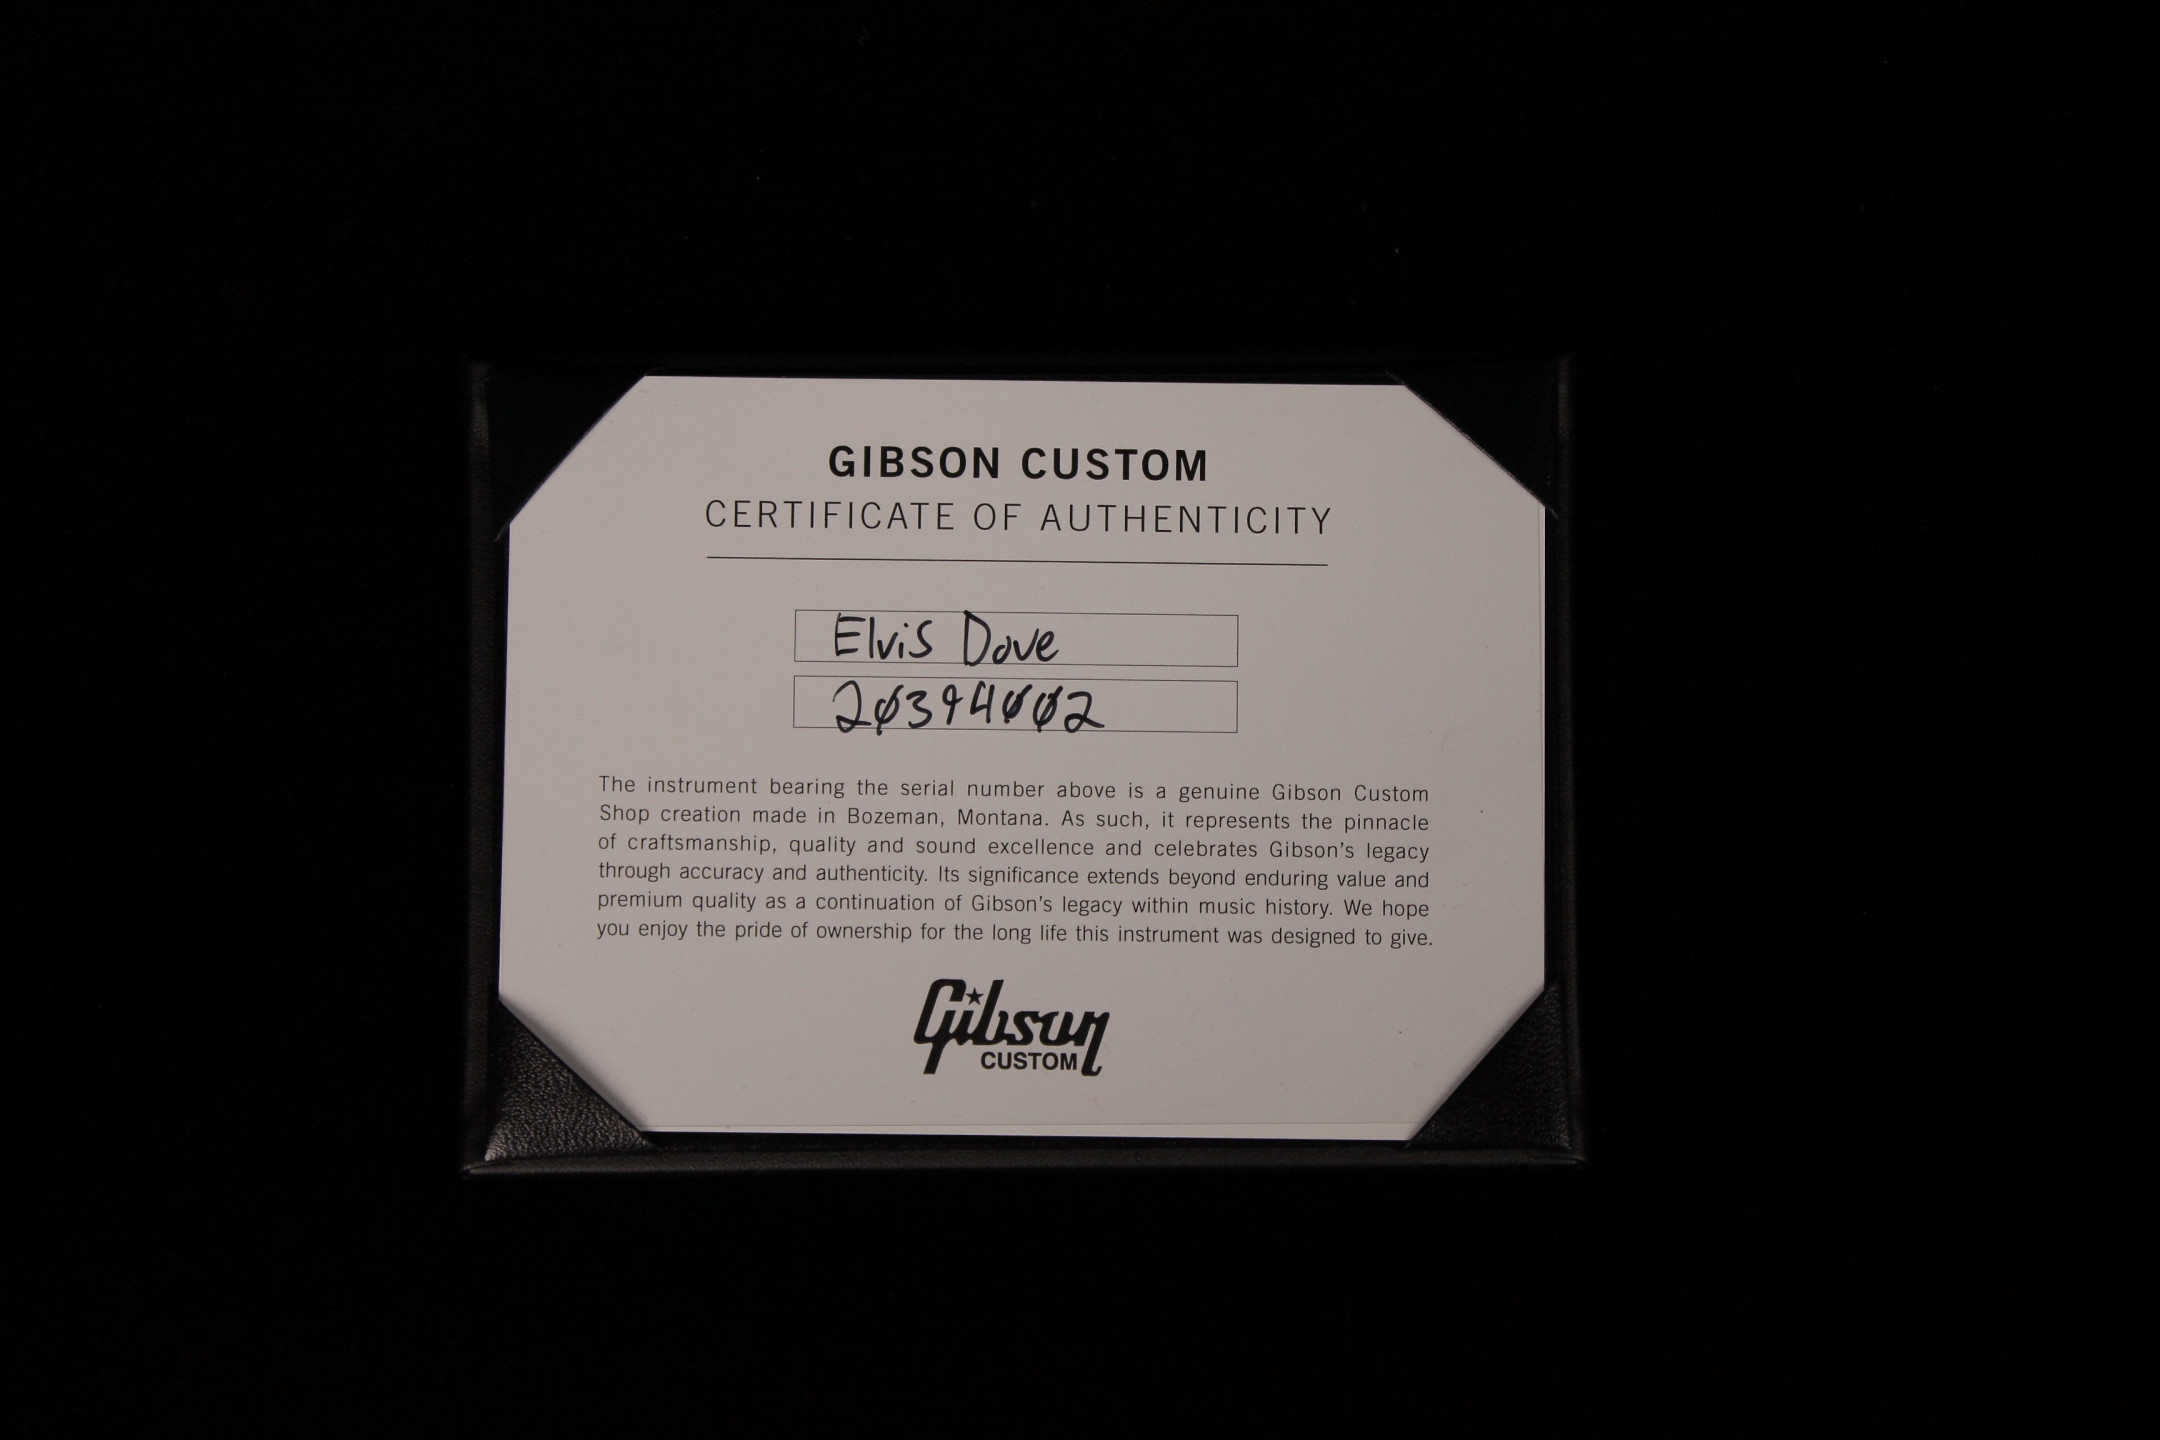 GIBSON CUSTOM
CERTIFICATE OF AUTHENTICITY
Elvis Dove
20394002
The instrument bearing the serial number above is a genuine Gibson Custom
Shop creation made in Bozeman, Montana. As such, it represents the pinnacle
of craftsmanship, quality and sound excellence and celebrates Gibson's legacy
through accuracy and authenticity. Its significance extends beyond enduring value and
premium quality as a continuation of Gibson's legacy within music history. We hope
you enjoy the pride of ownership for the long life this instrument was designed to give.
Gibson
CUSTOM